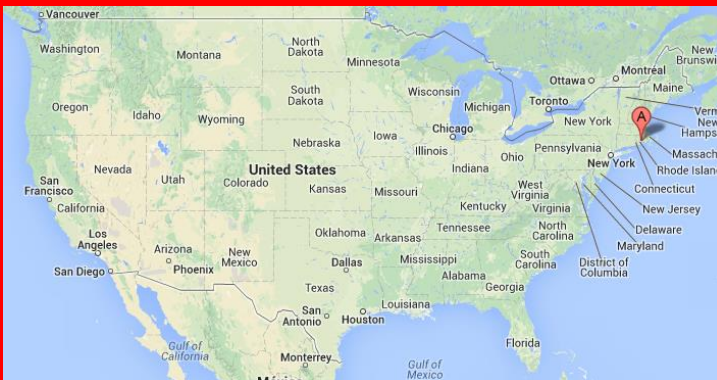 Vancouver
Washington
Montana
North
Dakota
Minnesota
Ottawa
Montréal
New
Brunsw
Maine
Oregon
Idaho
Wyoming
South
Dakota
Wisconsin
Michigan
Toronto
A
Verm
New
Hamps
New York
Massach
Nebraska
Iowa
Chicago
Illinois
Indiana
Ohio
Pennsylvania
New York
Rhode Island
Connecticut
Nevada
Utah
Colorado
United States
Kansas
Missouri
West
Virginia
Virginia
Kentucky
New Jersey
Delaware
Maryland
San
Francisco
California
Los
Angeles
San Diego
Arizona
Phoenix
New
Mexico
Oklahoma
Arkansas
Tennessee
North
Carolina
South
Carolina
District of
Columbia
Dallas
Texas
Mississippi
Alabama
Georgia
Louisiana
San
Antonio
Houston
Florida
Gulf of
California
Monterrey
Gulf of
Mexico